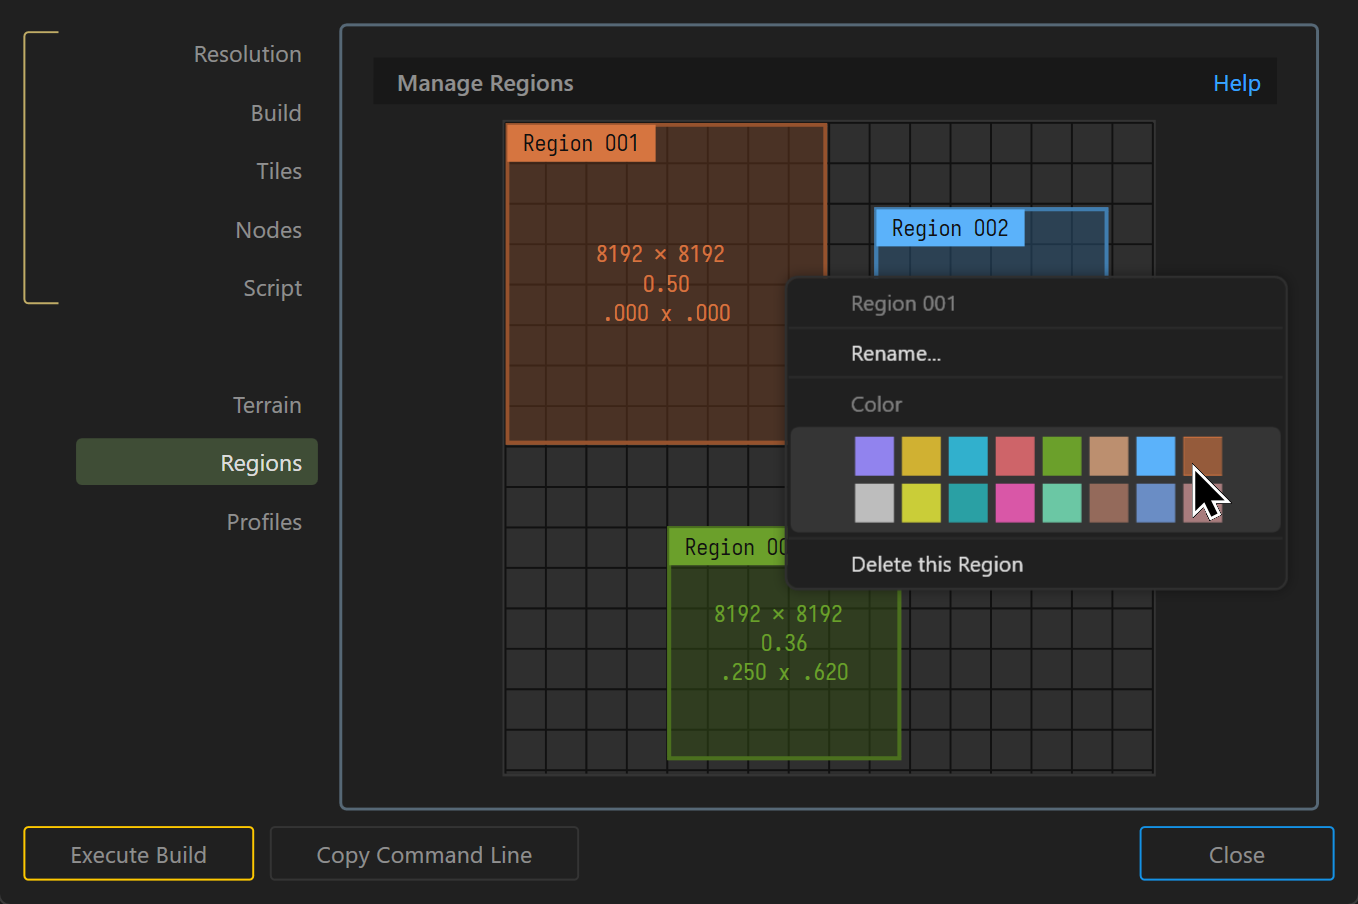 Resolution
Build
Tiles
Nodes
Script
Terrain
Regions
Profiles
Manage Regions
Help
Region 001
8192 × 8192
0.50
.000 x .000
Region 002
Region 001
Rename...
Color
Delete this Region
Region
8192 × 8192
0.36
.250 x .620
Execute Build
Copy Command Line
Close